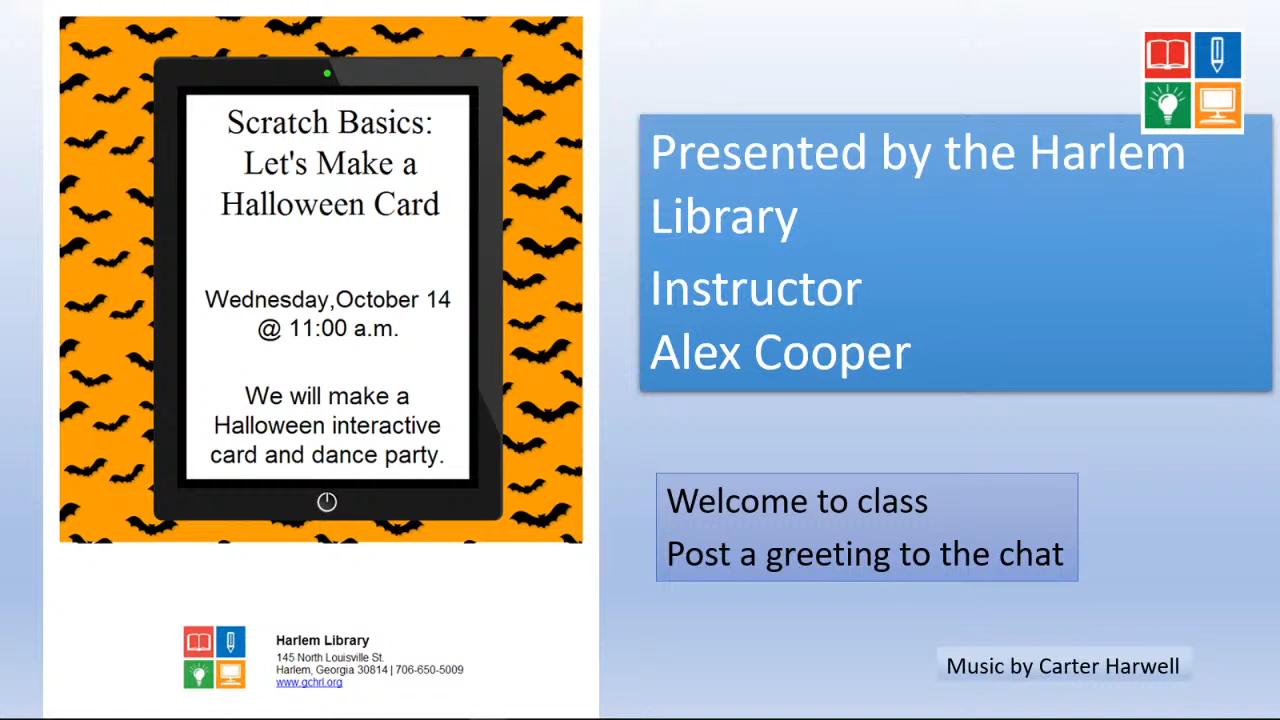 Scratch Basics:
Let's Make a
Halloween Card
Wednesday,October 14
@ 11:00 a.m.
We will make a
Halloween interactive
card and dance party.
Harlem Library
145 North Louisville St.
Harlem, Georgia 30814 | 706-650-5009
www.gchrl.org
Presented by the Harlem
Library
Instructor
Alex Cooper
Welcome to class
Post a greeting to the chat
Music by Carter Harwell